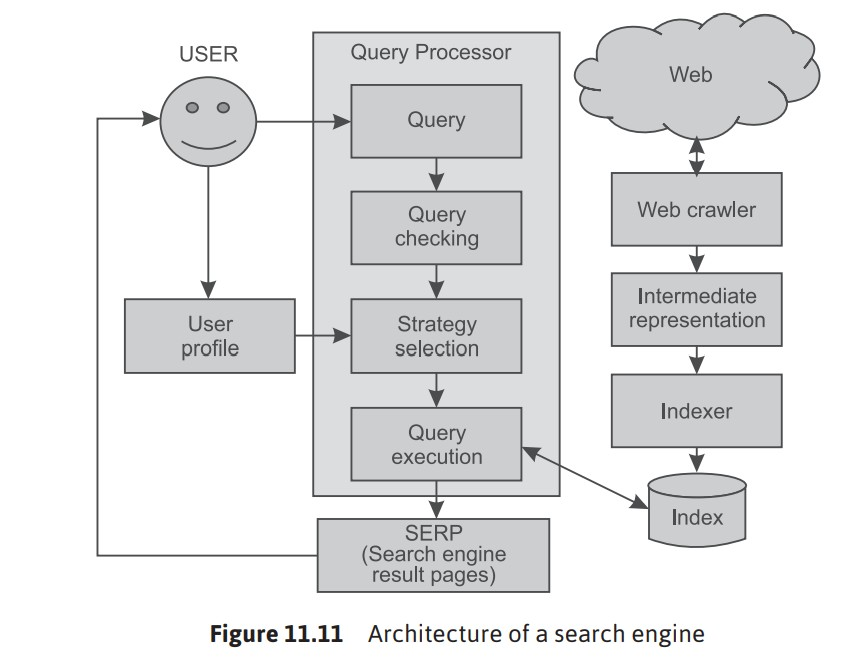 USER
Query Processor
Query
Query
checking
User
profile
Strategy
selection
Query
execution
SERP
(Search engine
result pages)
Web
Web crawler
Intermediate
representation
Indexer
Index
Figure 11.11 Architecture of a search engine